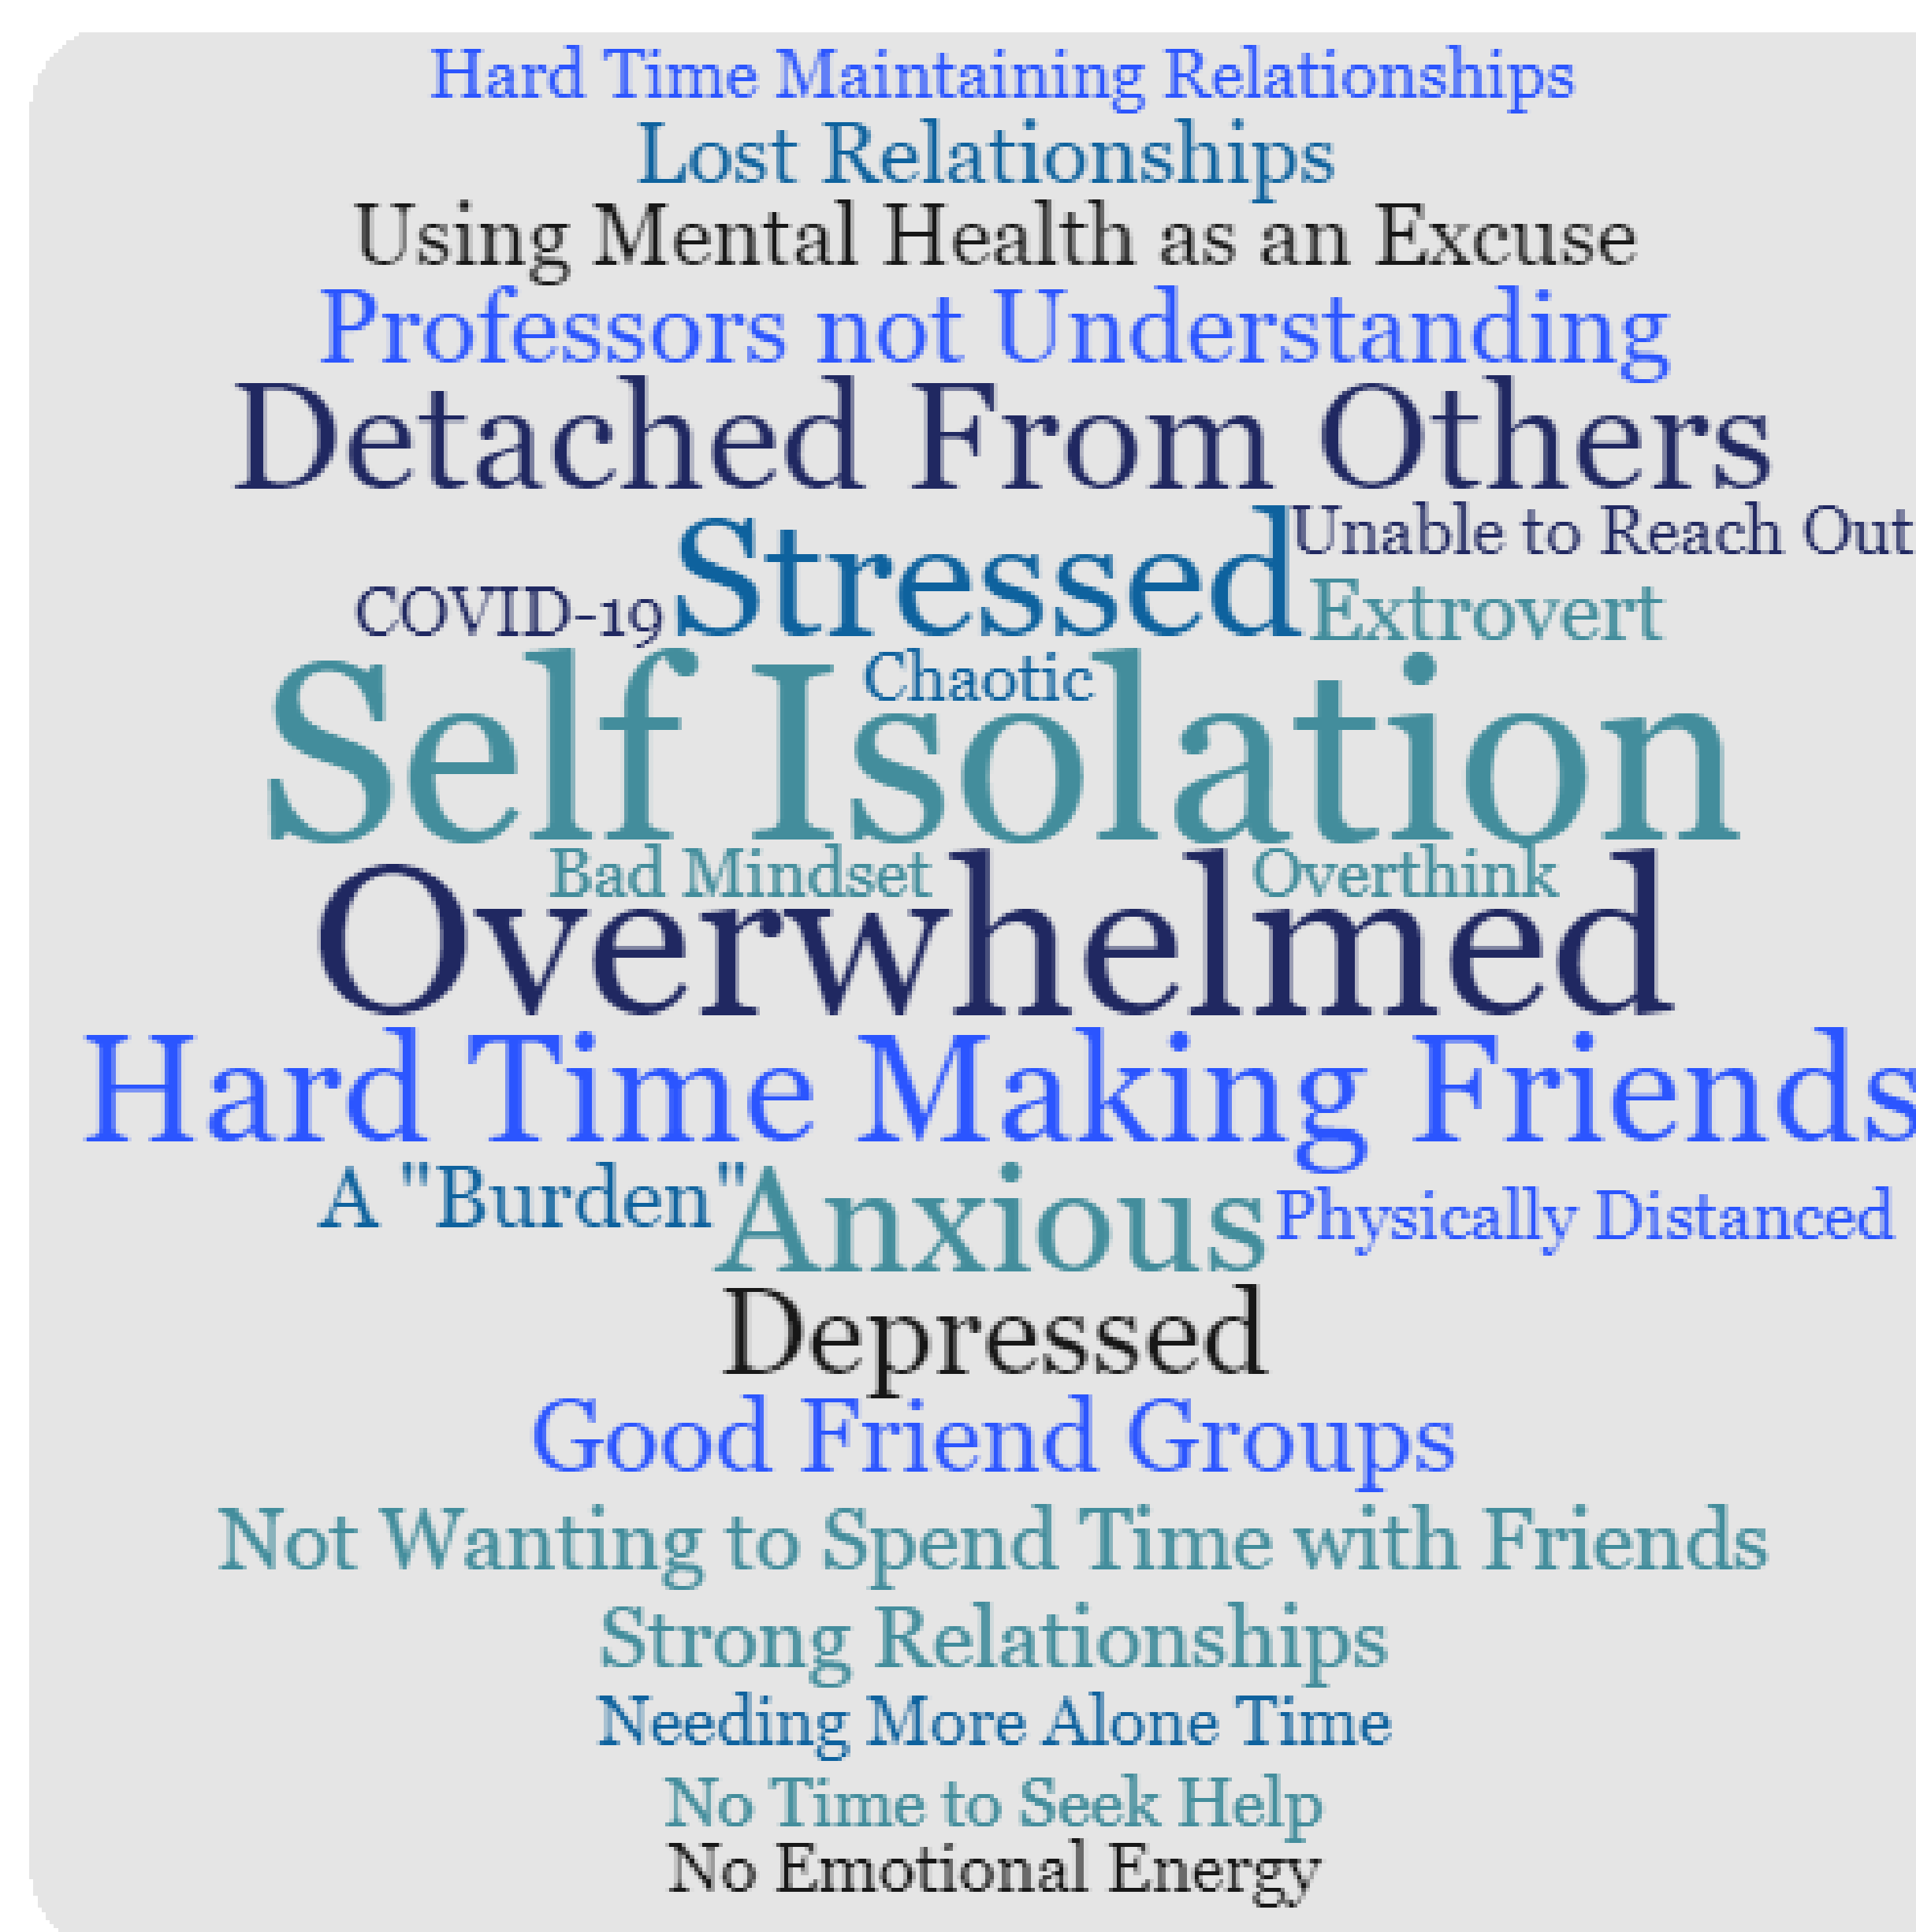 Hard Time Maintaining Relationships
Lost Relationships
Using Mental Health as an Excuse
Professors not Understanding
Detached From Others
Unable to Reach Out
Stressed
COVID-19
Extrovert
Chaotic
Self Isolation
Bad Mindset
Overthink
Overwhelmed
Hard Time Making Friends
A "Burden"
Anxious
Physically Distanced
Depressed
Good Friend Groups
Not Wanting to Spend Time with Friends
Strong Relationships
Needing More Alone Time
No Time to Seek Help
No Emotional Energy